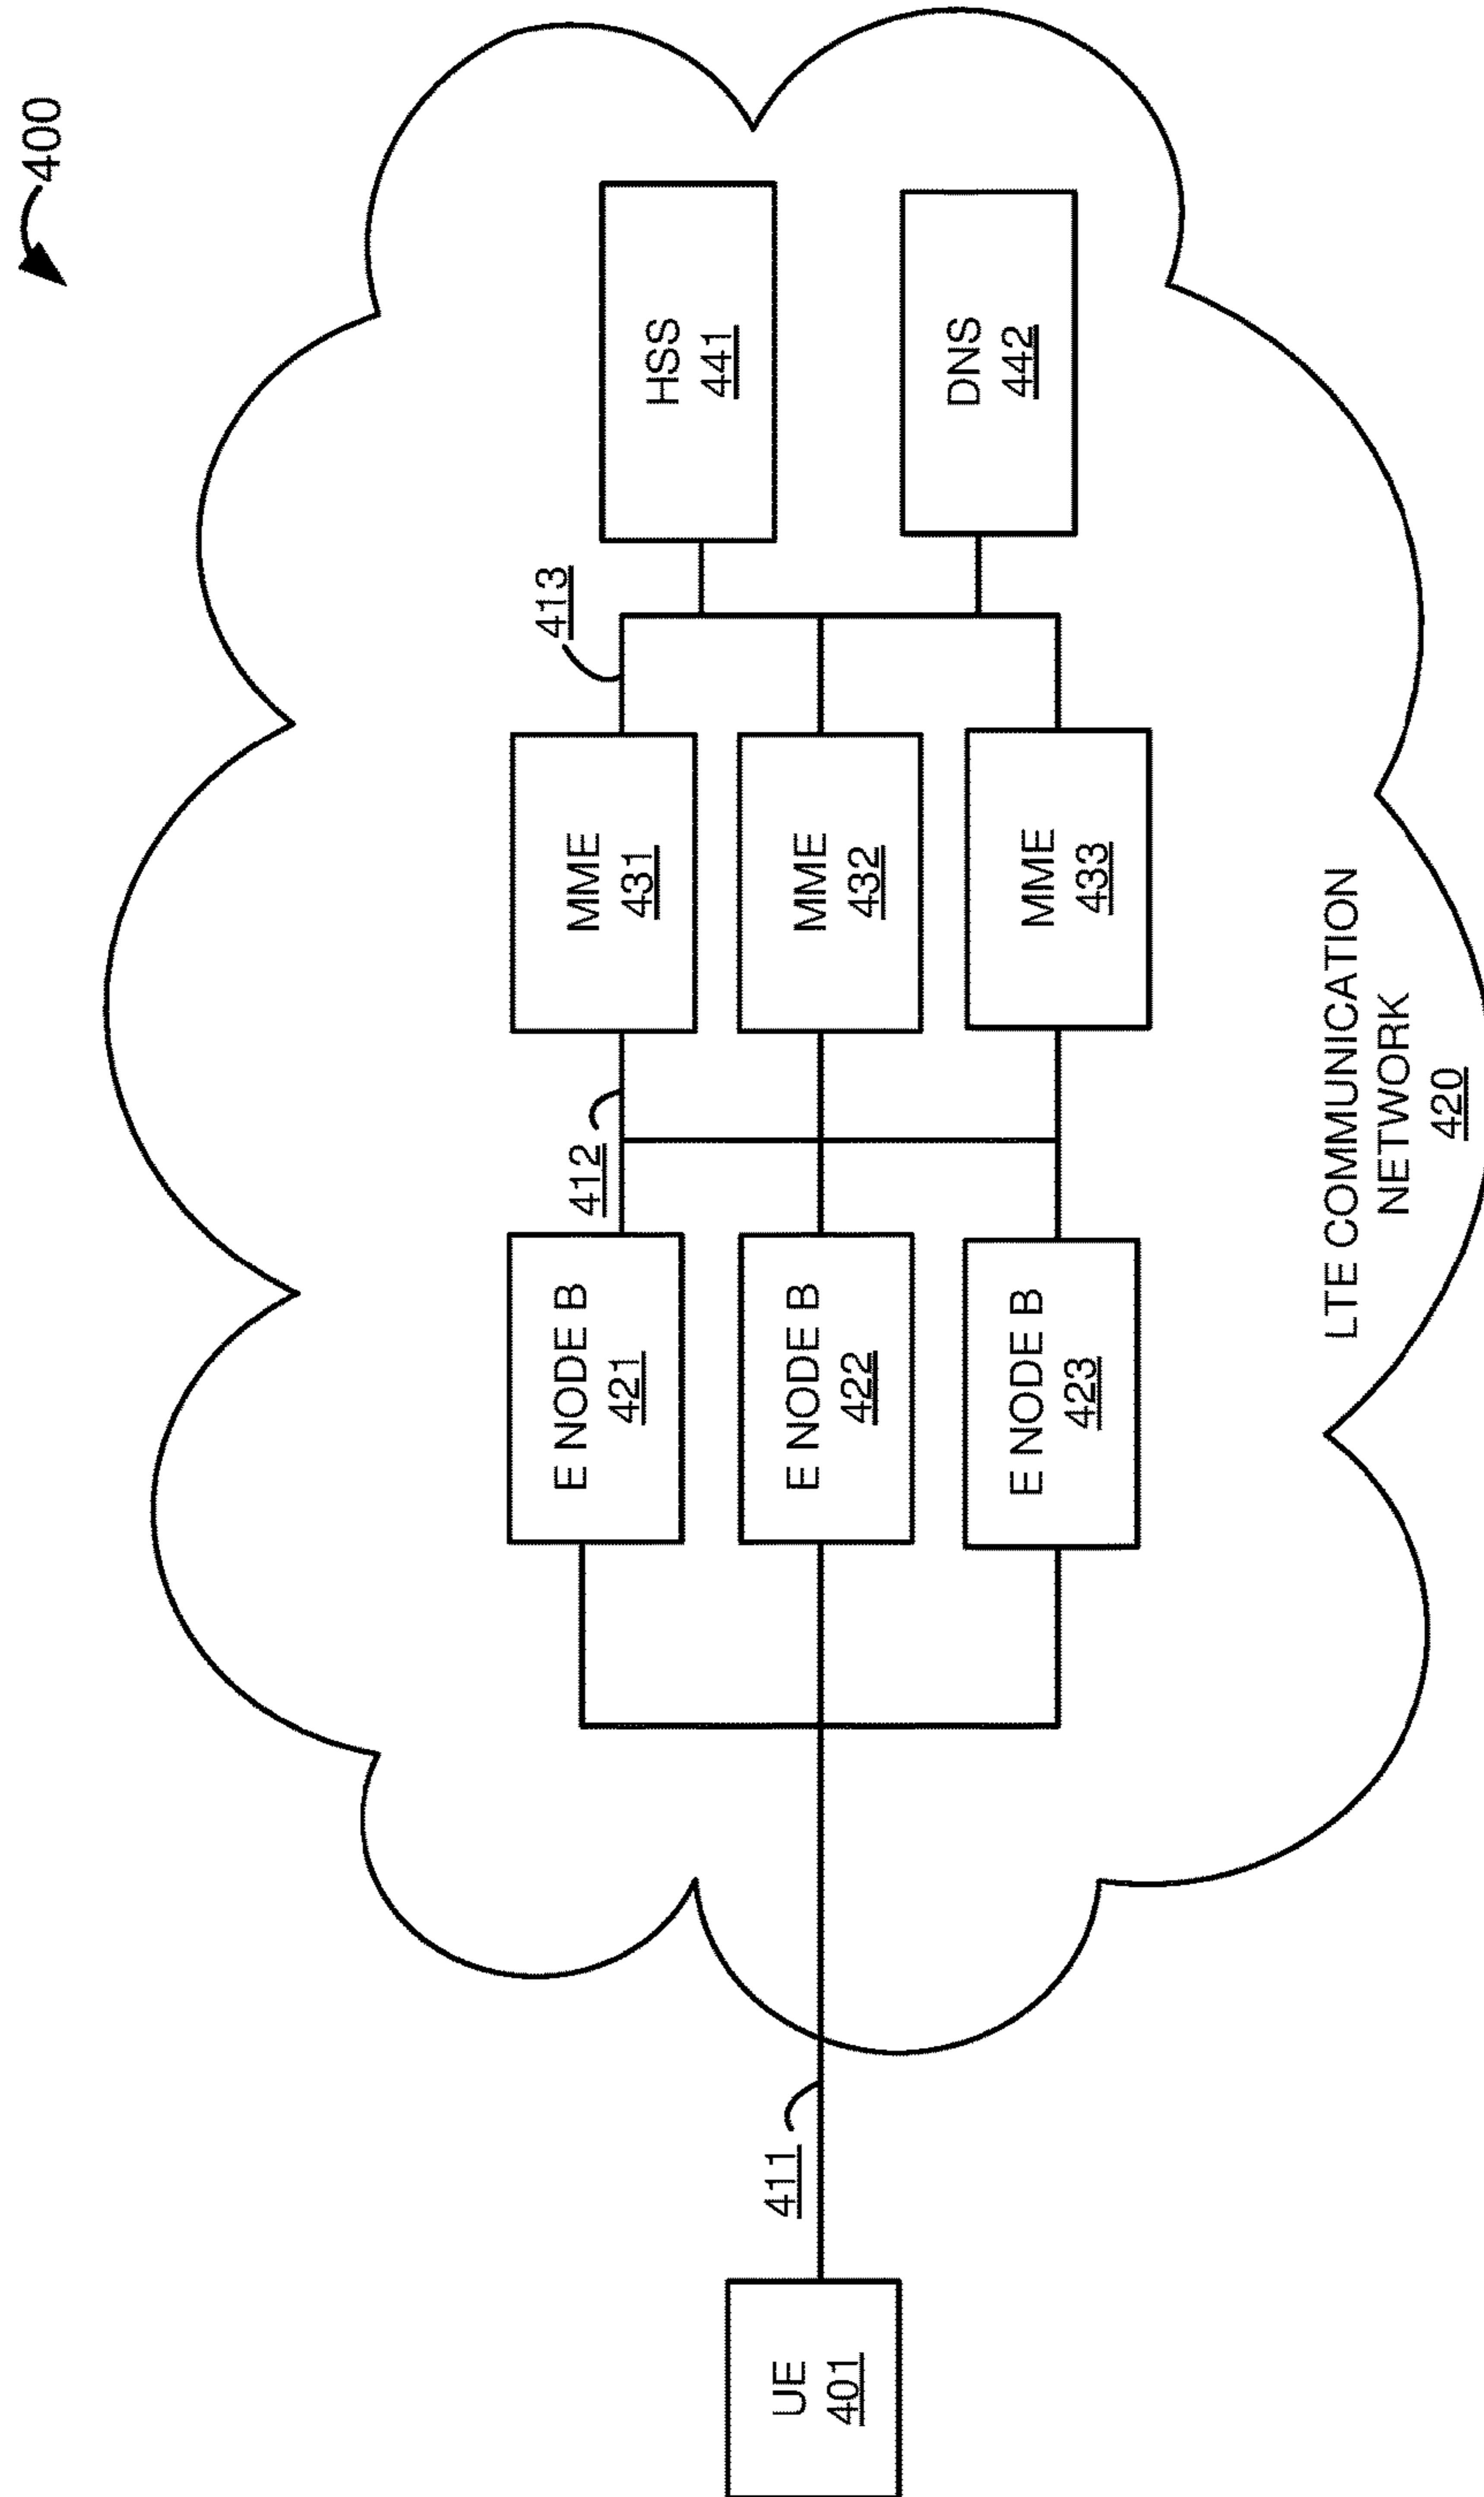 400
UE
401
411
E NODE B
421
E NODE B
422
E NODE B
423
412
MME
431
MME
432
MME
433
413
HSS
441
DNS
442
LTE COMMUNICATION
NETWORK
420